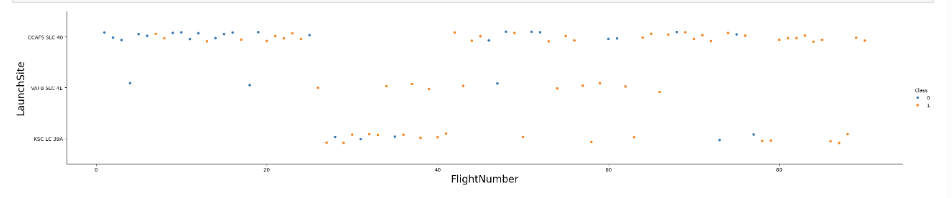 LaunchSite
CCAFS SLC 40
VAFB SLC 4E
KSC LC 39A
0 20 40 60 80
FlightNumber
Class
0
1